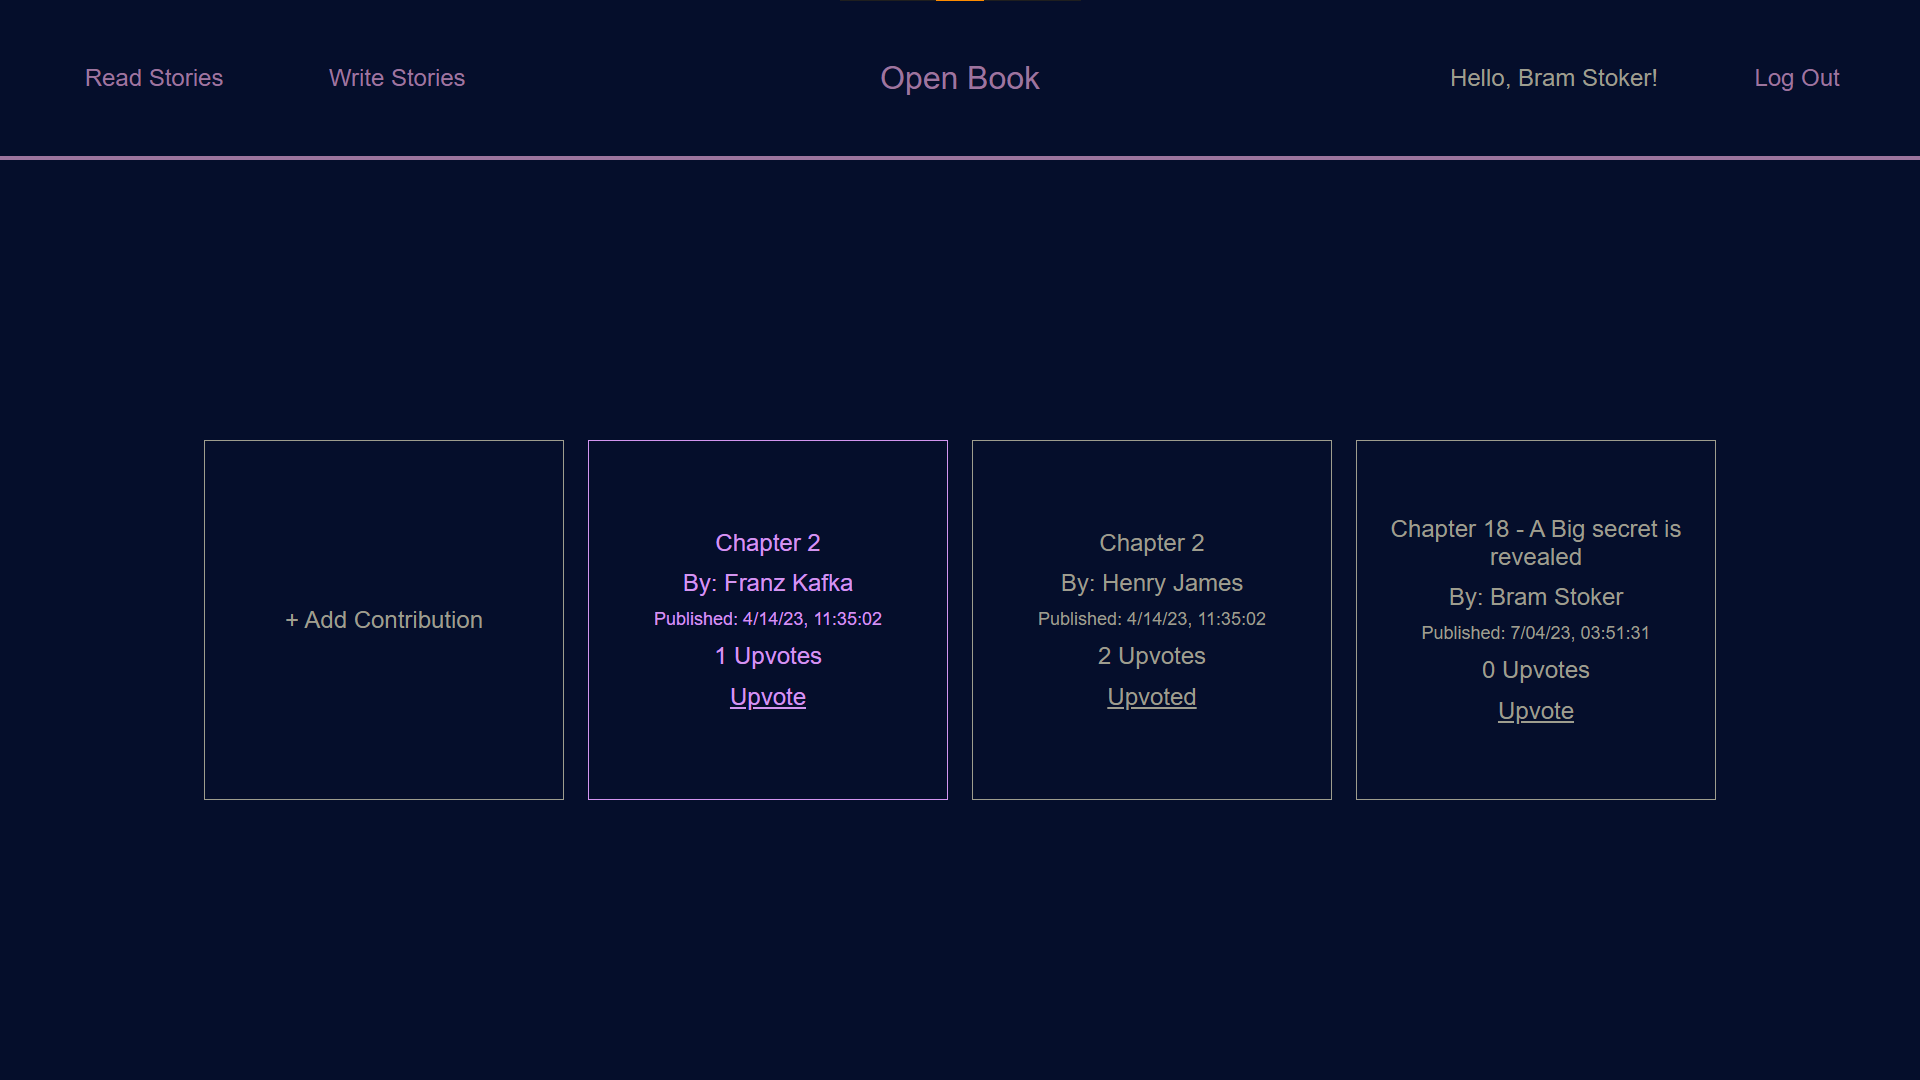 Read Stories
Write Stories
Open Book
Hello, Bram Stoker!
Log Out
+ Add Contribution
Chapter 2
By: Franz Kafka
Published: 4/14/23, 11:35:02
1 Upvotes
Upvote
Chapter 2
By: Henry James
Published: 4/14/23, 11:35:02
2 Upvotes
Upvoted
Chapter 18 - A Big secret is
revealed
By: Bram Stoker
Published: 7/04/23, 03:51:31
0 Upvotes
Upvote